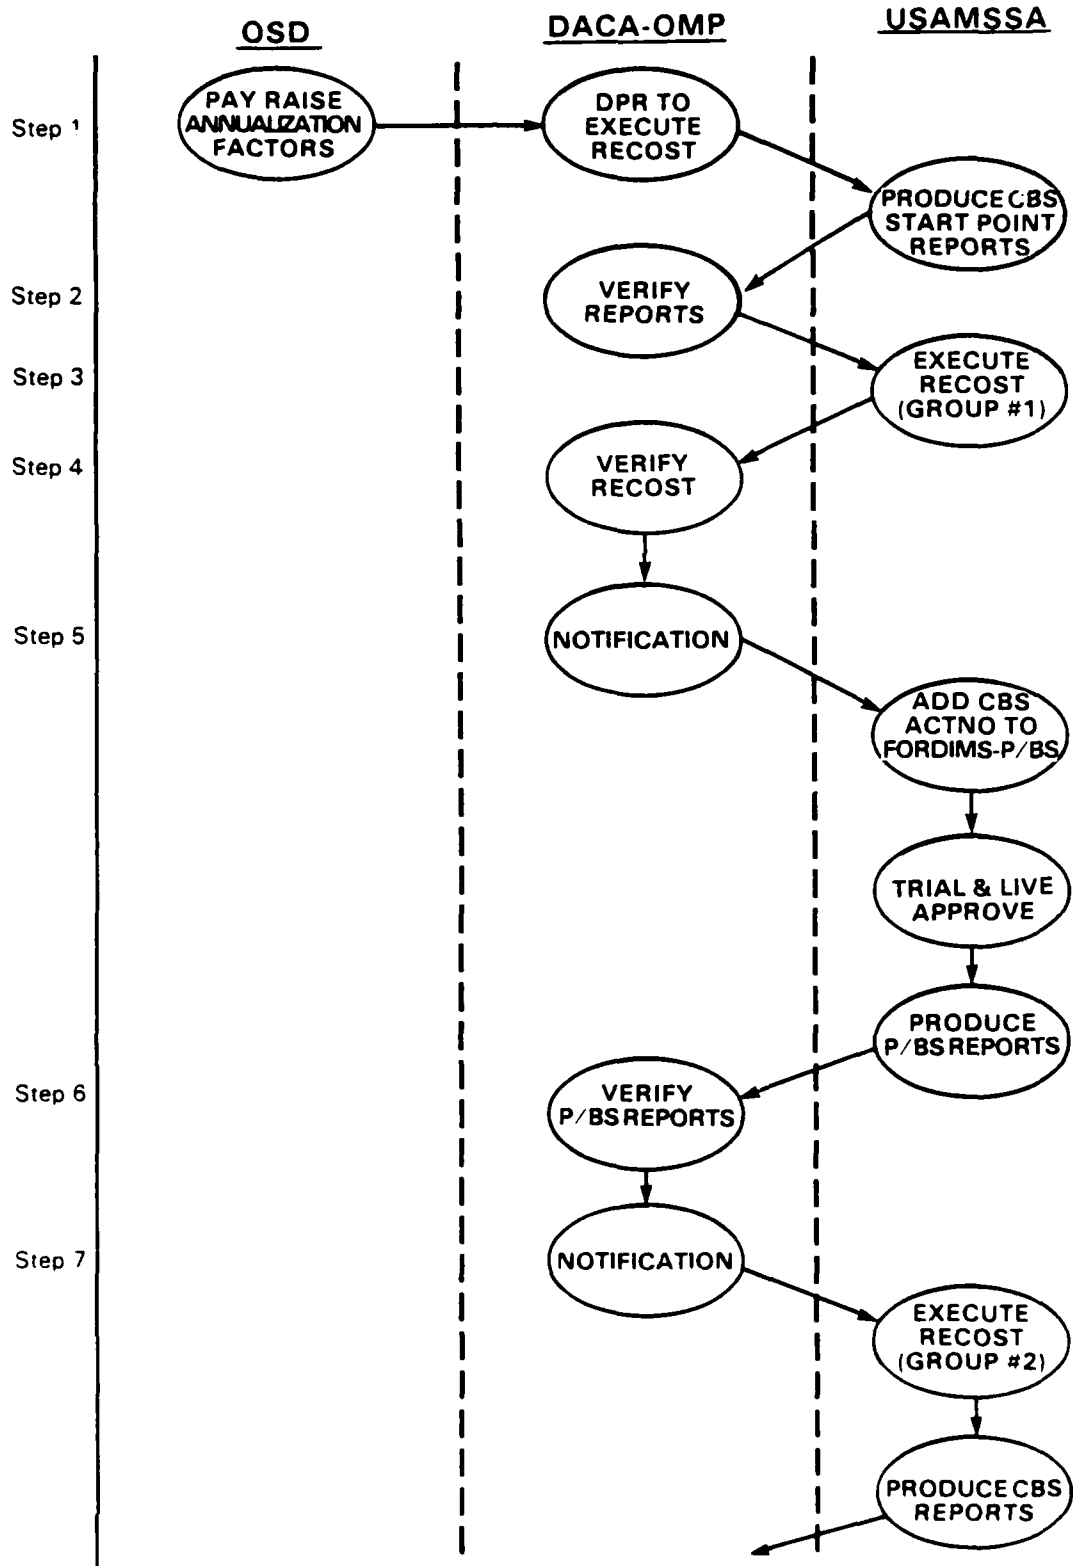 OSD
DACA-OMP
USAMSSA
Step 1
PAY RAISE
ANNUALIZATION
FACTORS
DPR TO
EXECUTE
RECOST
PRODUCE CBS
START POINT
REPORTS
Step 2
VERIFY
REPORTS
Step 3
EXECUTE
RECOST
(GROUP #1)
Step 4
VERIFY
RECOST
Step 5
NOTIFICATION
ADD CBS
ACTNO TO
FORDIMS-P/BS
TRIAL & LIVE
APPROVE
PRODUCE
P/BS REPORTS
Step 6
VERIFY
P/BS REPORTS
Step 7
NOTIFICATION
EXECUTE
RECOST
(GROUP #2)
PRODUCE CBS
REPORTS